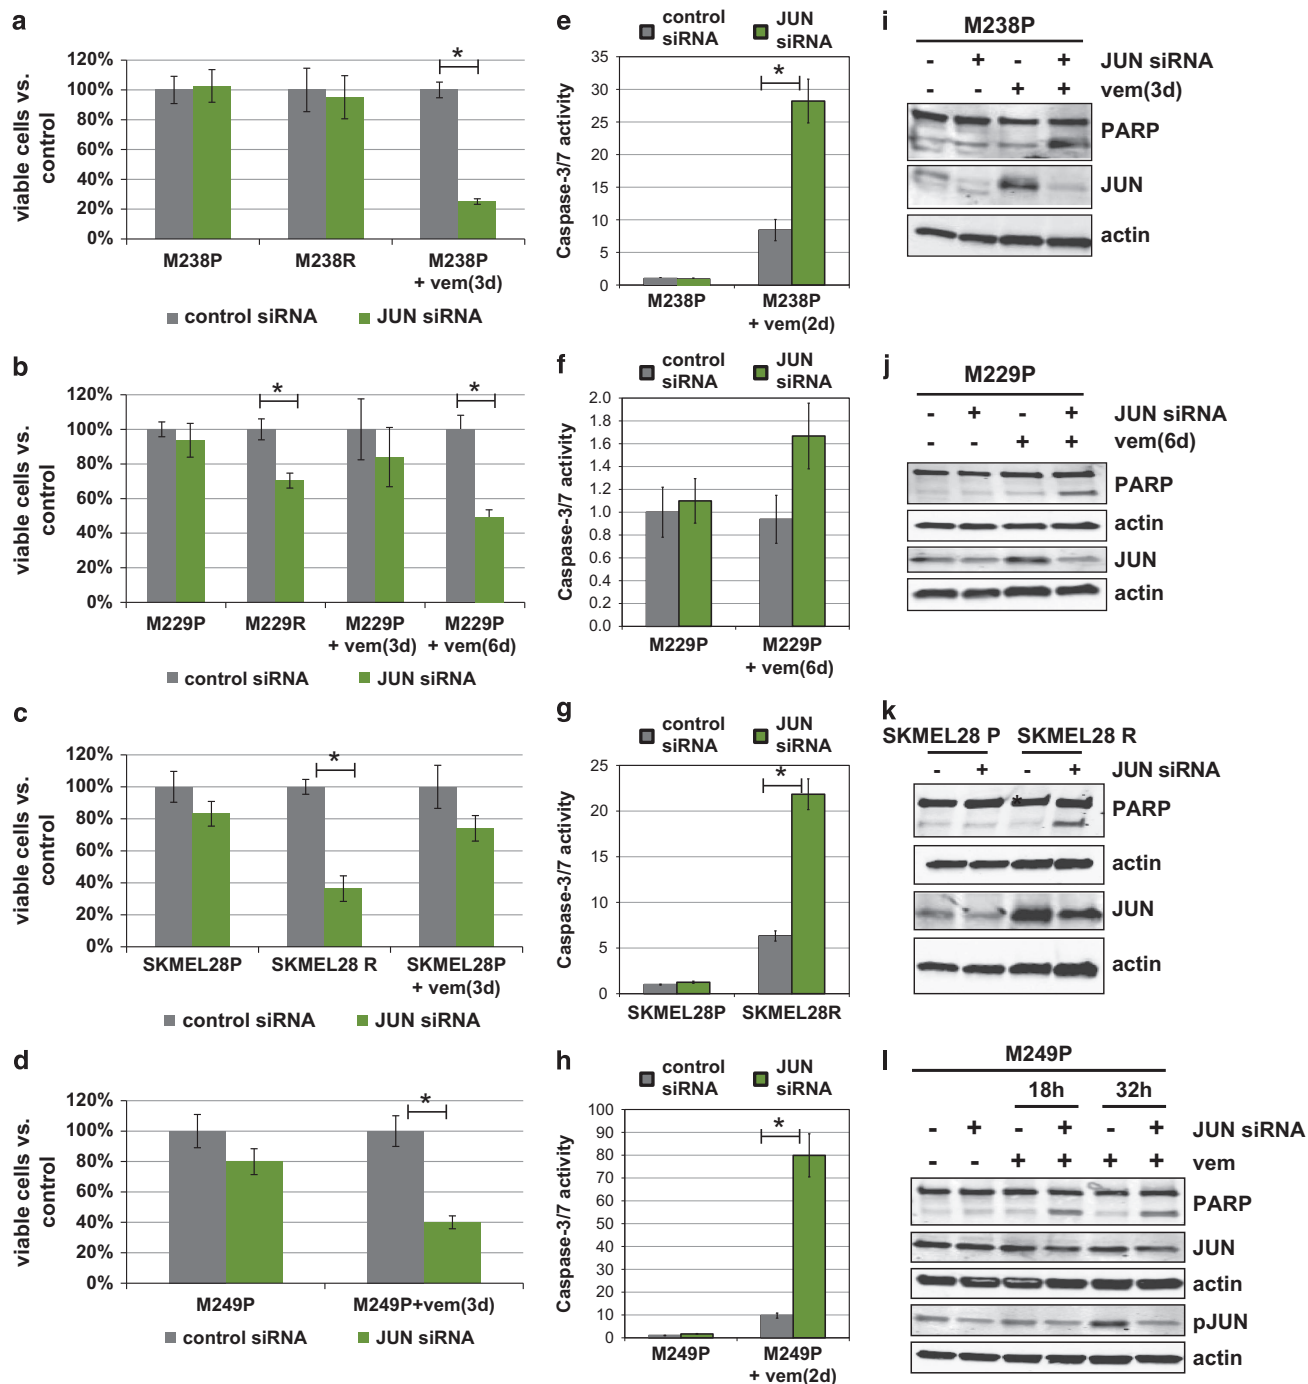 a
viable cells vs.
control
120%
100%
80%
60%
40%
20%
0%
*
M238P
M238R
M238P
+ vem(3d)
control siRNA
JUN siRNA
b
viable cells vs.
control
120%
100%
80%
60%
40%
20%
0%
*
*
M229P
M229R
M229P
+ vem(3d)
M229P
+ vem(6d)
control siRNA
JUN siRNA
c
viable cells vs.
control
120%
100%
80%
60%
40%
20%
0%
*
SKMEL28P
SKMEL28 R
SKMEL28P
+ vem(3d)
control siRNA
JUN siRNA
d
viable cells vs.
control
120%
100%
80%
60%
40%
20%
0%
*
M249P
M249P+vem(3d)
control siRNA
JUN siRNA
e
control
siRNA
JUN
siRNA
Caspase-3/7 activity
35
30
25
20
15
10
5
0
*
M238P
M238P
+ vem(2d)
f
control
siRNA
JUN
siRNA
Caspase-3/7 activity
2.0
1.8
1.6
1.4
1.2
1.0
0.8
0.6
0.4
0.2
0.0
M229P
M229P
+ vem(6d)
g
control
siRNA
JUN
siRNA
Caspase-3/7 activity
25
20
15
10
5
0
*
SKMEL28P
SKMEL28R
h
control
siRNA
JUN
siRNA
Caspase-3/7 activity
100
90
80
70
60
50
40
30
20
10
0
*
M249P
M249P
+ vem(2d)
i
M238P
- + - + JUN siRNA
- - + + vem(3d)
PARP
JUN
actin
j
M229P
- + - + JUN siRNA
- - + + vem(6d)
PARP
actin
JUN
actin
k
SKMEL28 P SKMEL28 R
- + - + JUN siRNA
*
PARP
actin
JUN
actin
l
M249P
18h 32h
- + - + - + JUN siRNA
- - + + + + vem
PARP
JUN
actin
pJUN
actin